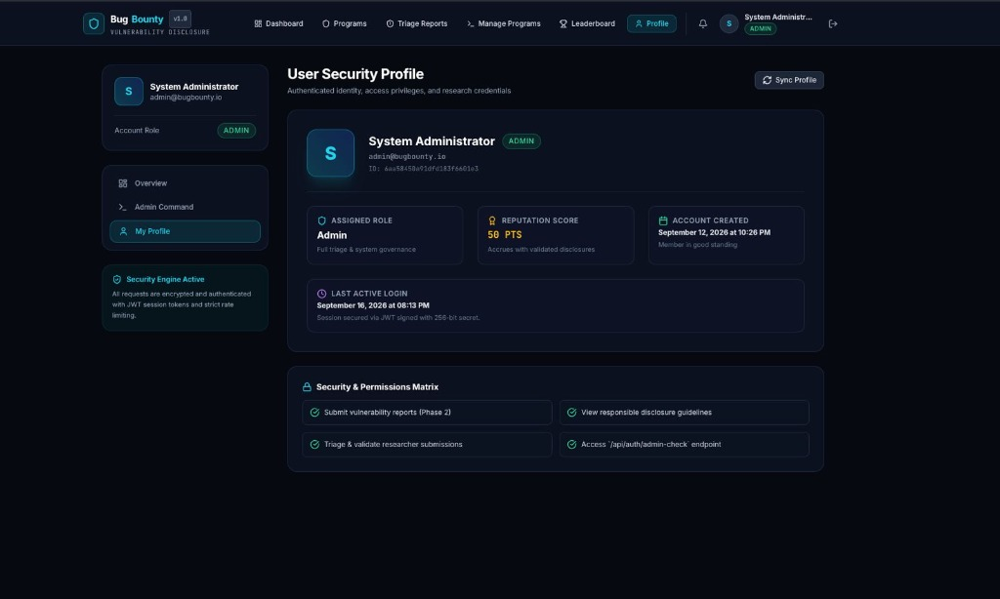 Bug Bounty v1.0
VULNERABILITY DISCLOSURE
Dashboard
Programs
Triage Reports
Manage Programs
Leaderboard
Profile
S
System Administr...
ADMIN
S
System Administrator
admin@bugbounty.io
Account Role
ADMIN
Overview
Admin Command
My Profile
Security Engine Active
All requests are encrypted and authenticated
with JWT session tokens and strict rate
limiting.
User Security Profile
Authenticated identity, access privileges, and research credentials
Sync Profile
S
System Administrator ADMIN
admin@bugbounty.io
ID:
ASSIGNED ROLE
Admin
Full triage & system governance
REPUTATION SCORE
50 PTS
Accrues with validated disclosures
ACCOUNT CREATED
September 12, 2026 at 10:26 PM
Member in good standing
LAST ACTIVE LOGIN
September 16, 2026 at 08:13 PM
Session secured via JWT signed with 256-bit secret.
Security & Permissions Matrix
Submit vulnerability reports (Phase 2)
View responsible disclosure guidelines
Triage & validate researcher submissions
Access `/api/auth/admin-check` endpoint